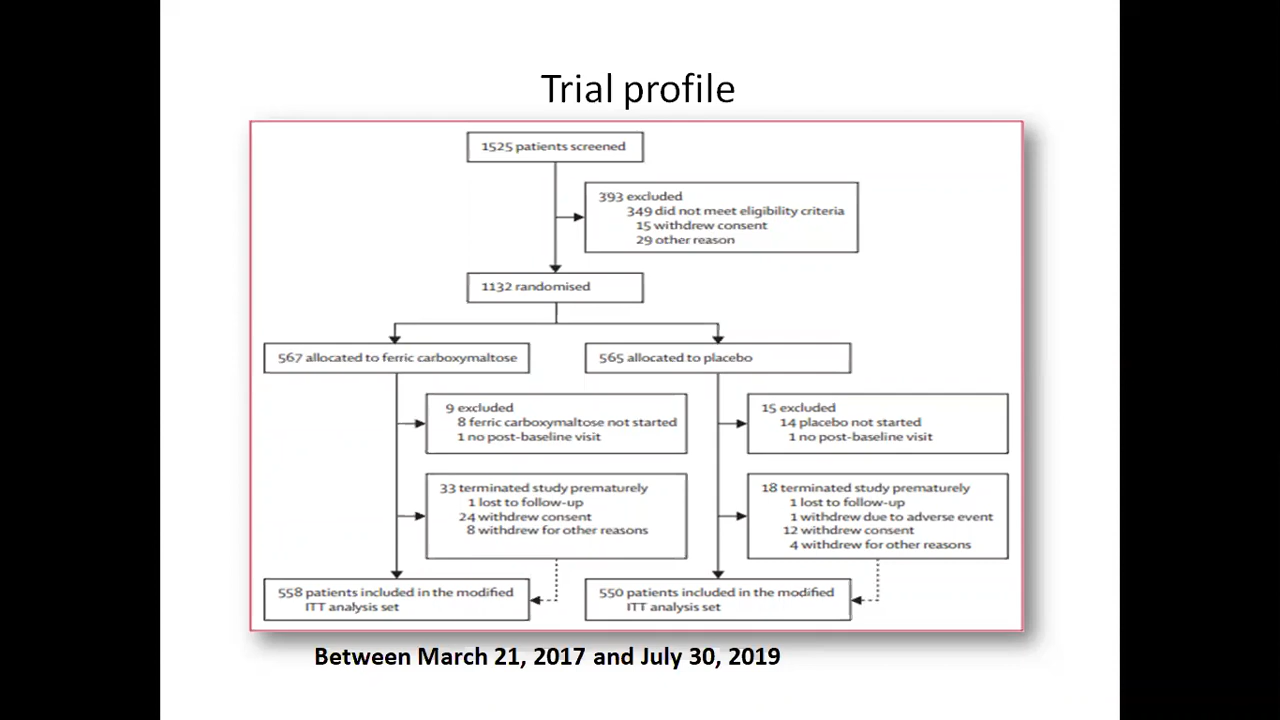 Trial profile
1525 patients screened
393 excluded
349 did not meet eligibility criteria
15 withdrew consent
29 other reason
1132 randomised
567 allocated to ferric carboxymaltose
565 allocated to placebo
9 excluded
8 ferric carboxymaltose not started
1 no post-baseline visit
15 excluded
14 placebo not started
1 no post-baseline visit
33 terminated study prematurely
1 lost to follow-up
24 withdrew consent
8 withdrew for other reasons
18 terminated study prematurely
1 lost to follow-up
1 withdrew due to adverse event
12 withdrew consent
4 withdrew for other reasons
558 patients included in the modified
ITT analysis set
550 patients included in the modified
ITT analysis set
Between March 21, 2017 and July 30, 2019